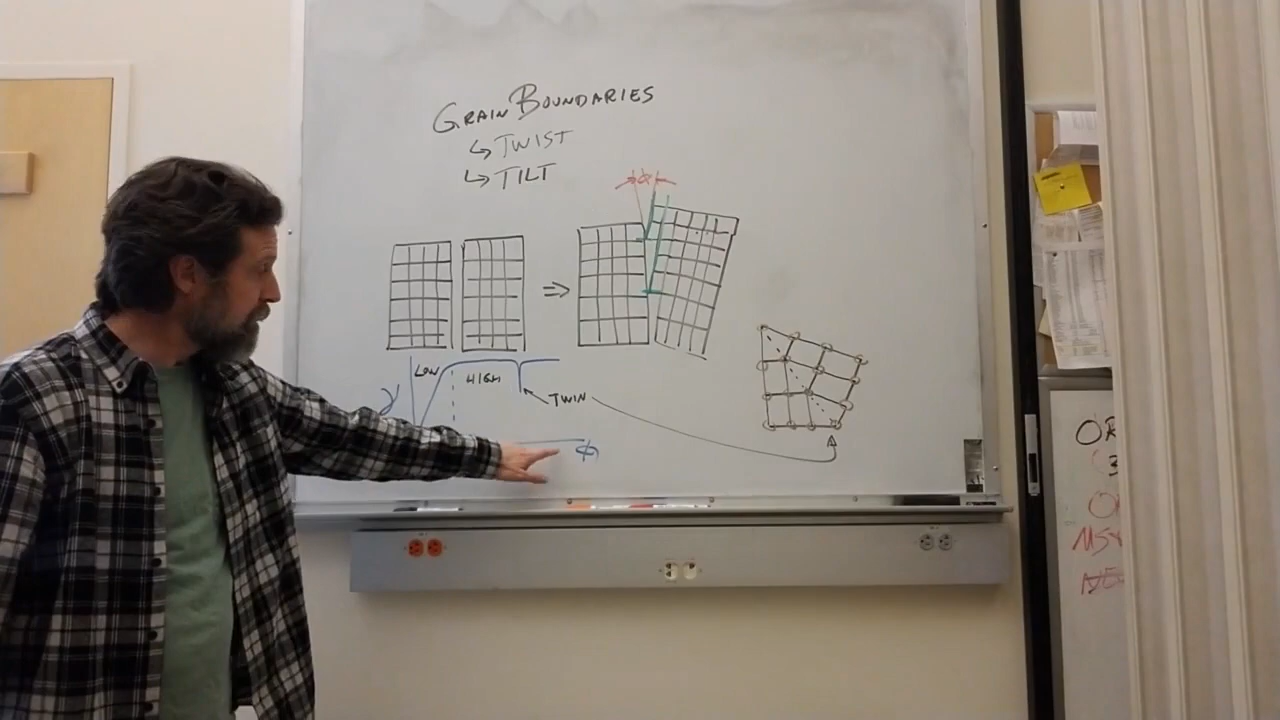 GRAIN BOUNDARIES
↳ TWIST
↳ TILT
ϕ
⇒
LOW
HIGH
γ
TWIN
ϕ